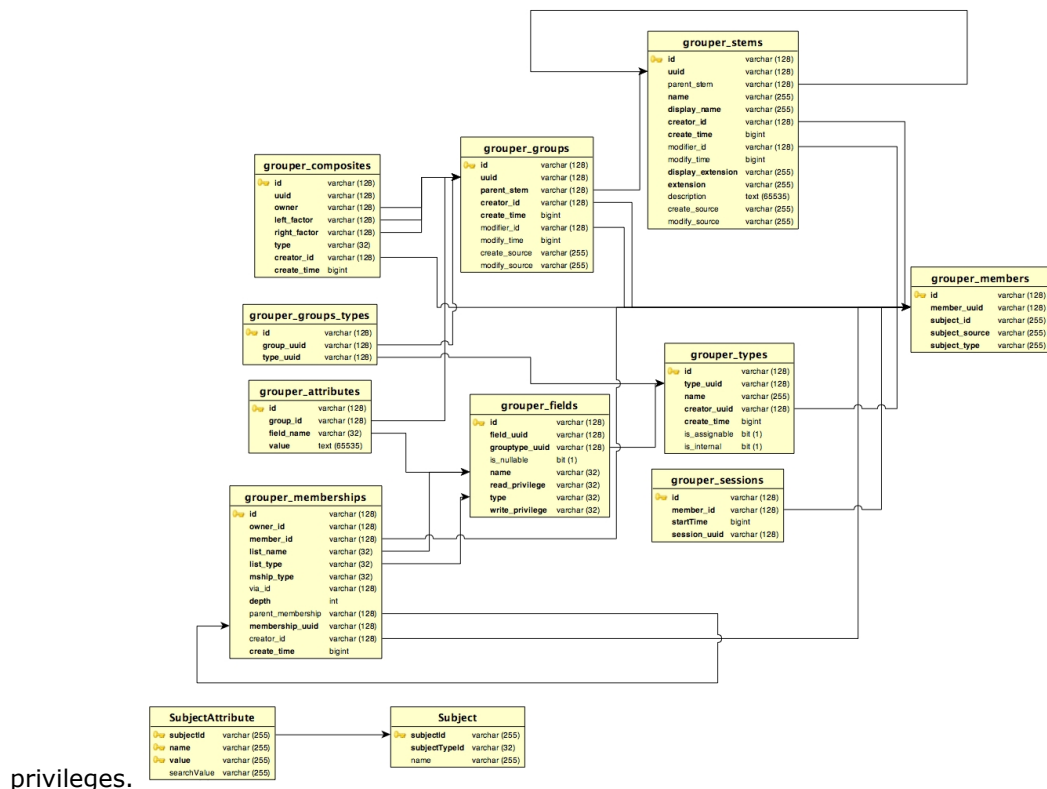 grouper_stems
id varchar (128)
uuid varchar (128)
parent_stem varchar (128)
name varchar (255)
display_name varchar (255)
creator_id varchar (128)
create_time bigint
modifier_id varchar (128)
modify_time bigint
display_extension varchar (255)
extension varchar (255)
description text (65535)
create_source varchar (255)
modify_source varchar (255)
grouper_groups
id varchar (128)
uuid varchar (128)
parent_stem varchar (128)
creator_id varchar (128)
create_time bigint
modifier_id varchar (128)
modify_time bigint
create_source varchar (255)
modify_source varchar (255)
grouper_composites
id varchar (128)
uuid varchar (128)
owner varchar (128)
left_factor varchar (128)
right_factor varchar (128)
type varchar (32)
creator_id varchar (128)
create_time bigint
grouper_members
id varchar (128)
member_uuid varchar (128)
subject_id varchar (255)
subject_source varchar (255)
subject_type varchar (255)
grouper_groups_types
id varchar (128)
group_uuid varchar (128)
type_uuid varchar (128)
grouper_types
id varchar (128)
type_uuid varchar (128)
name varchar (255)
creator_uuid varchar (128)
create_time bigint
is_assignable bit (1)
is_internal bit (1)
grouper_attributes
id varchar (128)
group_id varchar (128)
field_name varchar (32)
value text (65535)
grouper_fields
id varchar (128)
field_uuid varchar (128)
grouptype_uuid varchar (128)
is_nullable bit (1)
name varchar (32)
read_privilege varchar (32)
type varchar (32)
write_privilege varchar (32)
grouper_sessions
id varchar (128)
member_id varchar (128)
startTime bigint
session_uuid varchar (128)
grouper_memberships
id varchar (128)
owner_id varchar (128)
member_id varchar (128)
list_name varchar (32)
list_type varchar (32)
mship_type varchar (32)
via_id varchar (128)
depth int
parent_membership varchar (128)
membership_uuid varchar (128)
creator_id varchar (128)
create_time bigint
SubjectAttribute
subjectId varchar (255)
name varchar (255)
value varchar (255)
searchValue varchar (255)
Subject
subjectId varchar (255)
subjectTypeId varchar (32)
name varchar (255)
privileges.